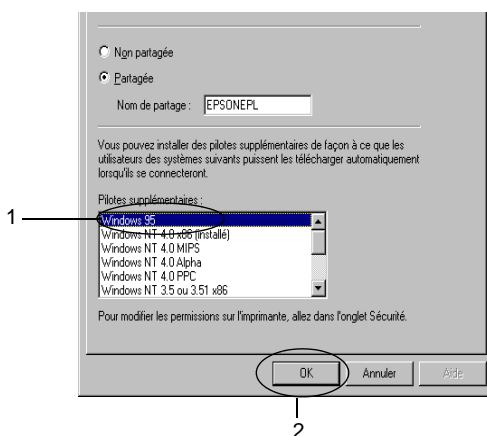 Non partagée
Partagée
Nom de partage : EPSONEPL
Vous pouvez installer des pilotes supplémentaires de façon à ce que les
utilisateurs des systèmes suivants puissent les télécharger automatiquement
lorsqu'ils se connecteront.
Pilotes supplémentaires :
1
Windows 95
Windows NT 4.0 x86 (installé)
Windows NT 4.0 MIPS
Windows NT 4.0 Alpha
Windows NT 4.0 PPC
Windows NT 3.5 ou 3.51 x86
Pour modifier les permissions sur l'imprimante, allez dans l'onglet Sécurité.
OK Annuler Aide
2